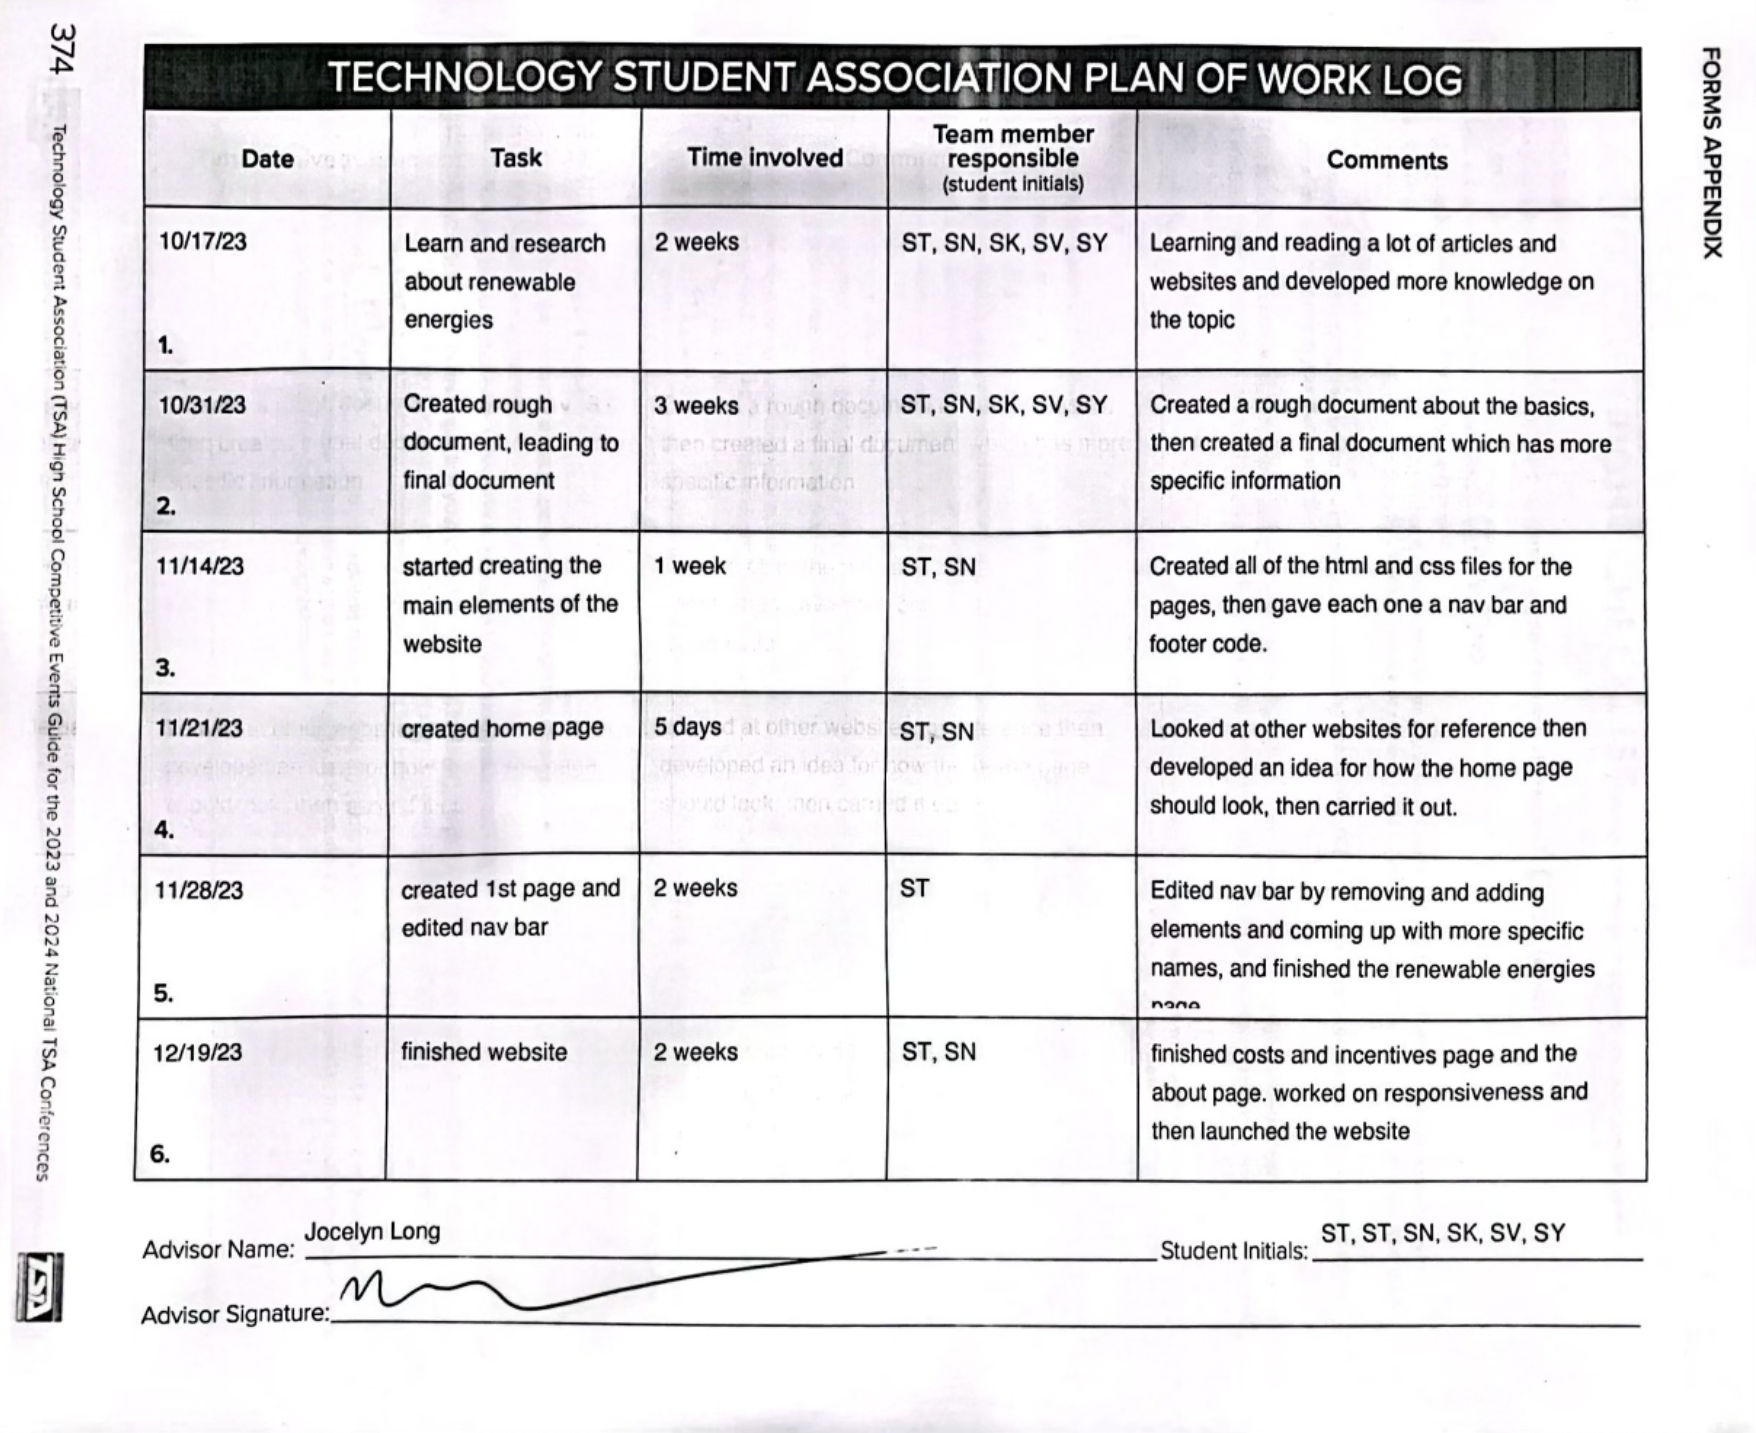 374
Technology Student Association (TSA) High School Competitive Events Guide for the 2023 and 2024 National TSA Conferences
TSA
FORMS APPENDIX
TECHNOLOGY STUDENT ASSOCIATION PLAN OF WORK LOG
Date
Task
Time involved
Team member
responsible
(student initials)
Comments
10/17/23
1.
Learn and research
about renewable
energies
2 weeks
ST, SN, SK, SV, SY
Learning and reading a lot of articles and
websites and developed more knowledge on
the topic
10/31/23
2.
Created rough
document, leading to
final document
3 weeks
ST, SN, SK, SV, SY
Created a rough document about the basics,
then created a final document which has more
specific information
11/14/23
3.
started creating the
main elements of the
website
1 week
ST, SN
Created all of the html and css files for the
pages, then gave each one a nav bar and
footer code.
11/21/23
4.
created home page
5 days
ST, SN
Looked at other websites for reference then
developed an idea for how the home page
should look, then carried it out.
11/28/23
5.
created 1st page and
edited nav bar
2 weeks
ST
Edited nav bar by removing and adding
elements and coming up with more specific
names, and finished the renewable energies
page
12/19/23
6.
finished website
2 weeks
ST, SN
finished costs and incentives page and the
about page. worked on responsiveness and
then launched the website
Advisor Name: Jocelyn Long
Student Initials: ST, ST, SN, SK, SV, SY
Advisor Signature: